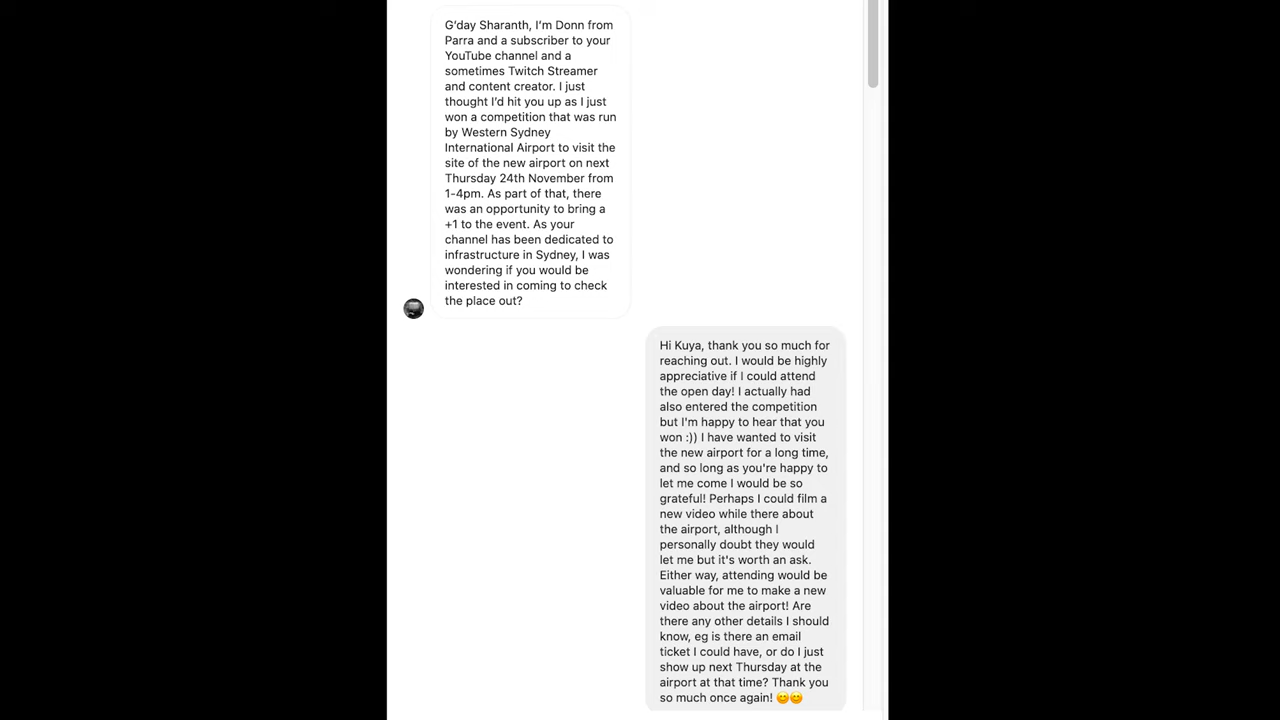 G'day Sharanth, I'm Donn from
Parra and a subscriber to your
YouTube channel and a
sometimes Twitch Streamer
and content creator. I just
thought I'd hit you up as I just
won a competition that was run
by Western Sydney
International Airport to visit the
site of the new airport on next
Thursday 24th November from
1-4pm. As part of that, there
was an opportunity to bring a
+1 to the event. As your
channel has been dedicated to
infrastructure in Sydney, I was
wondering if you would be
interested in coming to check
the place out?
Hi Kuya, thank you so much for
reaching out. I would be highly
appreciative if I could attend
the open day! I actually had
also entered the competition
but I'm happy to hear that you
won :)) I have wanted to visit
the new airport for a long time,
and so long as you're happy to
let me come I would be so
grateful! Perhaps I could film a
new video while there about
the airport, although I
personally doubt they would
let me but it's worth an ask.
Either way, attending would be
valuable for me to make a new
video about the airport! Are
there any other details I should
know, eg is there an email
ticket I could have, or do I just
show up next Thursday at the
airport at that time? Thank you
so much once again! 😊😊